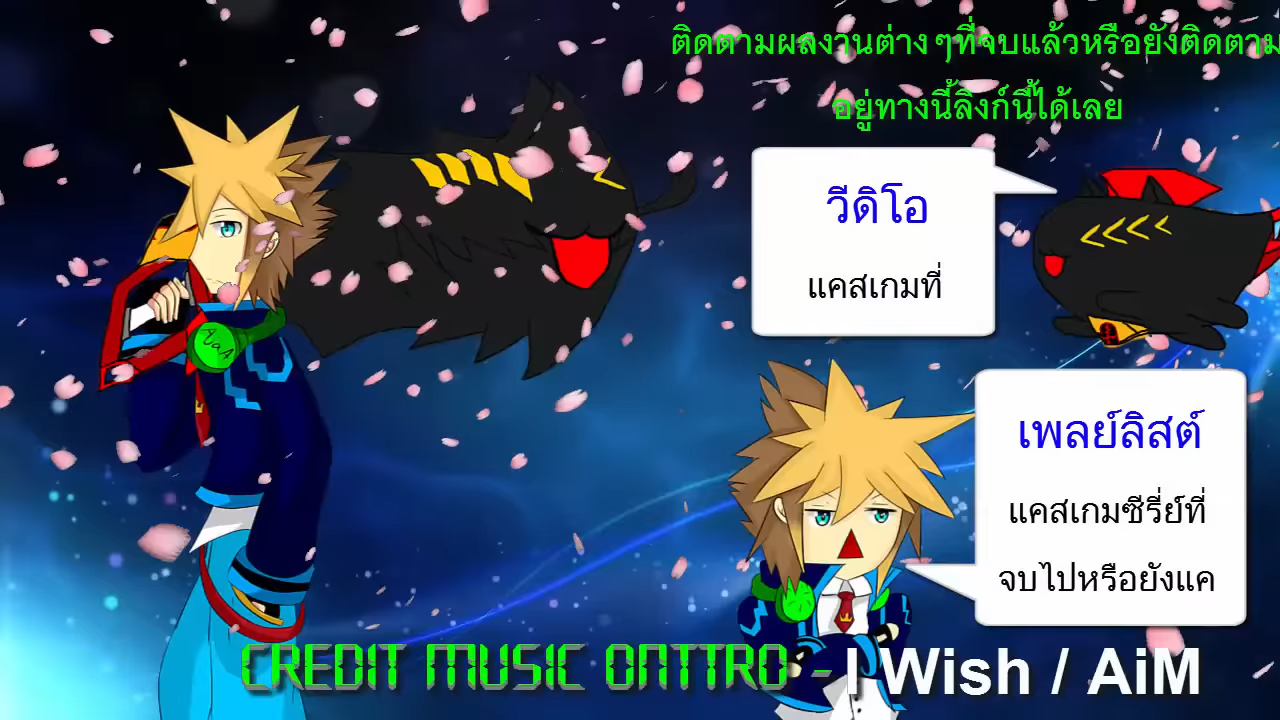 ติดตามผลงานต่างๆที่จบแล้วหรือยังติดตาม
อยู่ทางนี้ลิงก์นี้ได้เลย
วีดิโอ
แคสเกมที่
เพลย์ลิสต์
แคสเกมซีรี่ย์ที่
จบไปหรือยังแค
CREDIT MUSIC ONTTRO - I Wish / AiM